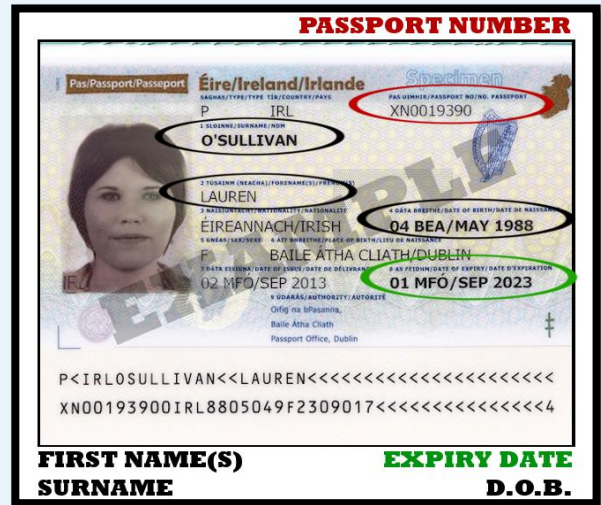 PASSPORT NUMBER
Pas/Passport/Passeport
Éire/Ireland/Irlande
Specimen
SAGHAS/TYPE/TYPE TÍR/COUNTRY/PAYS
PAS UIMHIR/PASSPORT NO/NO. PASSEPORT
P IRL
XN0019390
1 SLOINNE/SURNAME/NOM
O'SULLIVAN
2 TÚSAINM (NEACHA)/FORENAME(S)/PRÉNOM(S)
LAUREN
3 NÁISIÚNTACHT/NATIONALITY/NATIONALITÉ
4 DÁTA BREITHE/DATE OF BIRTH/DATE DE NAISSANCE
ÉIREANNACH/IRISH
04 BEA/MAY 1988
5 GNÉAS/SEX/SEXE 6 ÁIT BHREITHE/PLACE OF BIRTH/LIEU DE NAISSANCE
F BAILE ÁTHA CLIATH/DUBLIN
7 DÁTA EISIÚNA/DATE OF ISSUE/DATE DE DÉLIVRANCE
8 AS FEIDHM/DATE OF EXPIRY/DATE D'EXPIRATION
02 MFÓ/SEP 2013
01 MFÓ/SEP 2023
9 ÚDARÁS/AUTHORITY/AUTORITÉ
Oifig na bPasanna,
Baile Átha Cliath
Passport Office, Dublin
EXAMPLE
P<IRLOSULLIVAN<<LAUREN<<<<<<<<<<<<<<<<<<<<<<
XN00193900IRL8805049F2309017<<<<<<<<<<<<<<<4
FIRST NAME(S)
EXPIRY DATE
SURNAME
D.O.B.